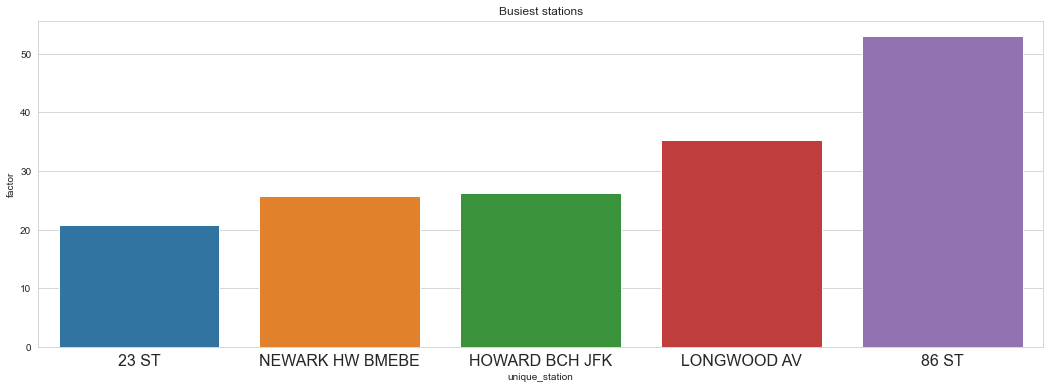 Busiest stations
50
40
30
20
10
0
factor
23 ST
NEWARK HW BMEBE
HOWARD BCH JFK
LONGWOOD AV
86 ST
unique_station